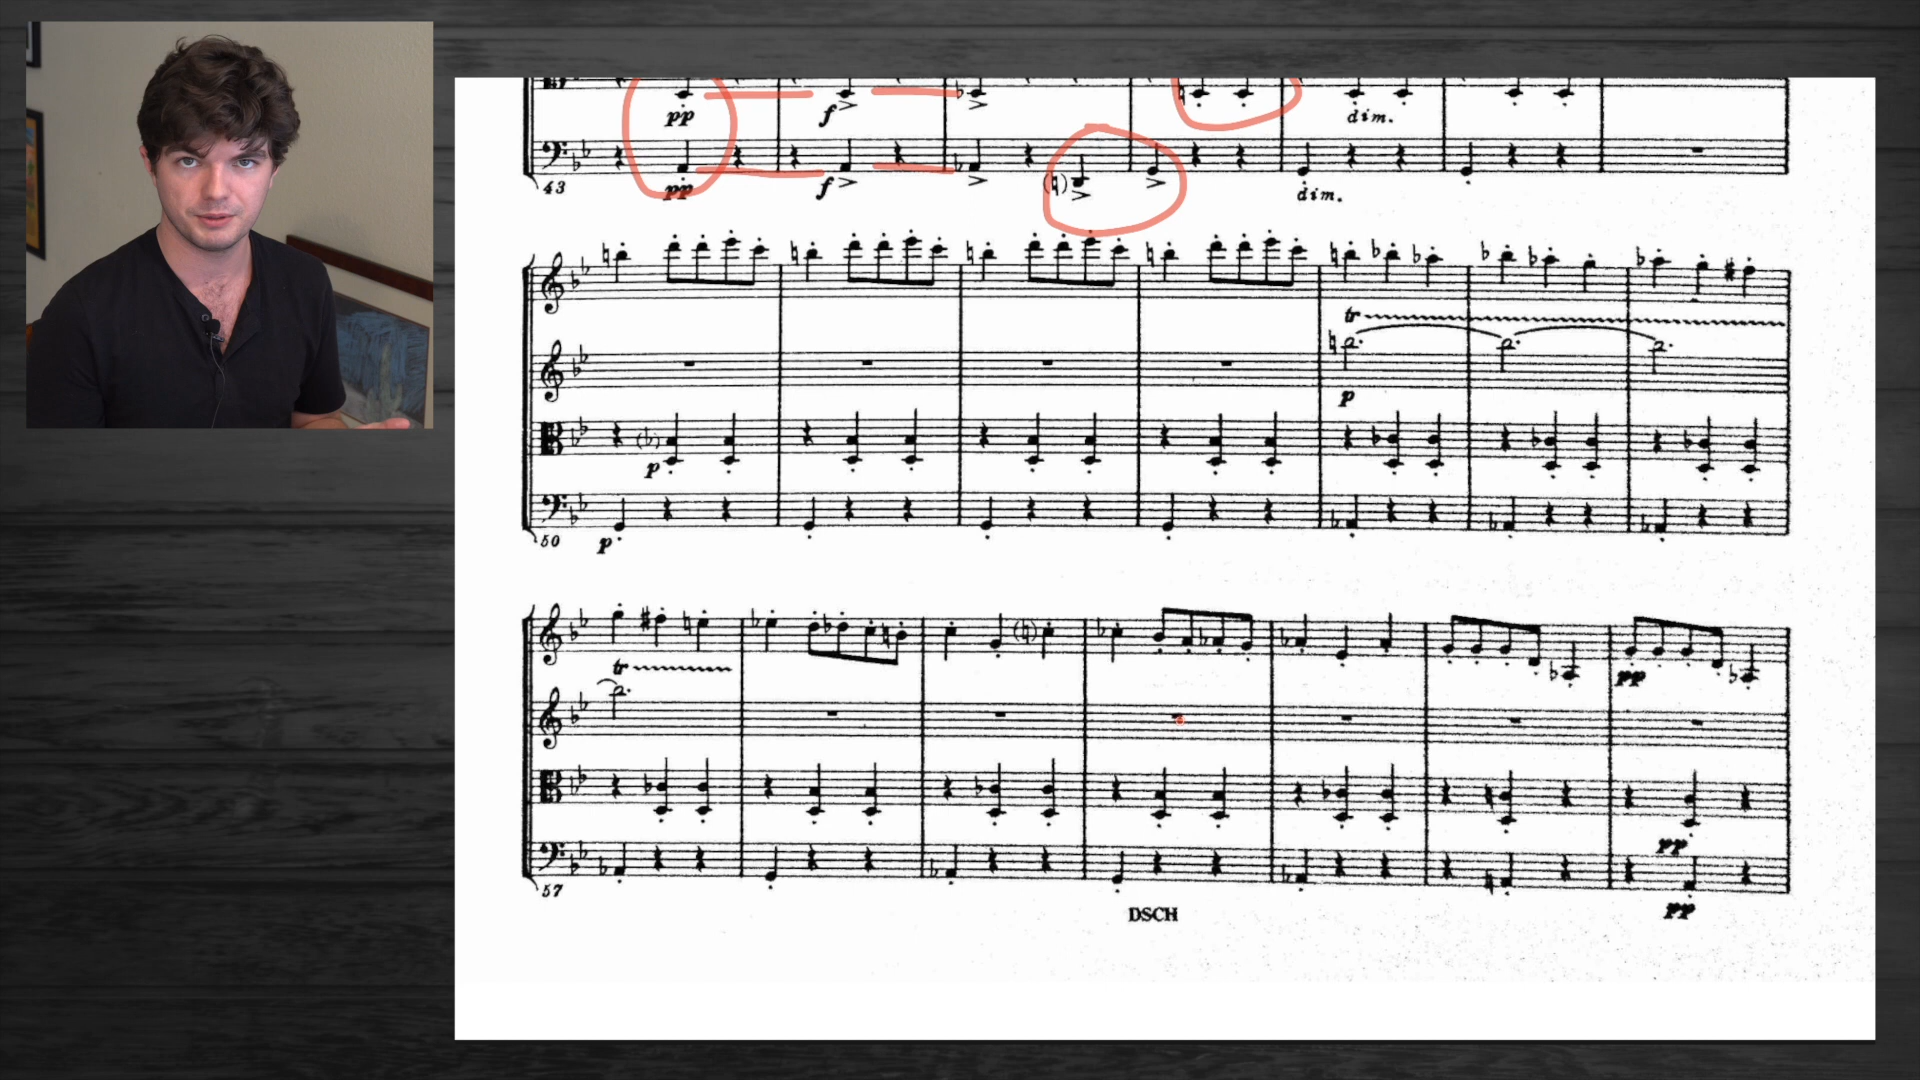 pp f dim.
43 pp f (♮) dim.
tr
p
(♭) p
50 p
tr
(♮) pp
pp
57 pp
DSCH